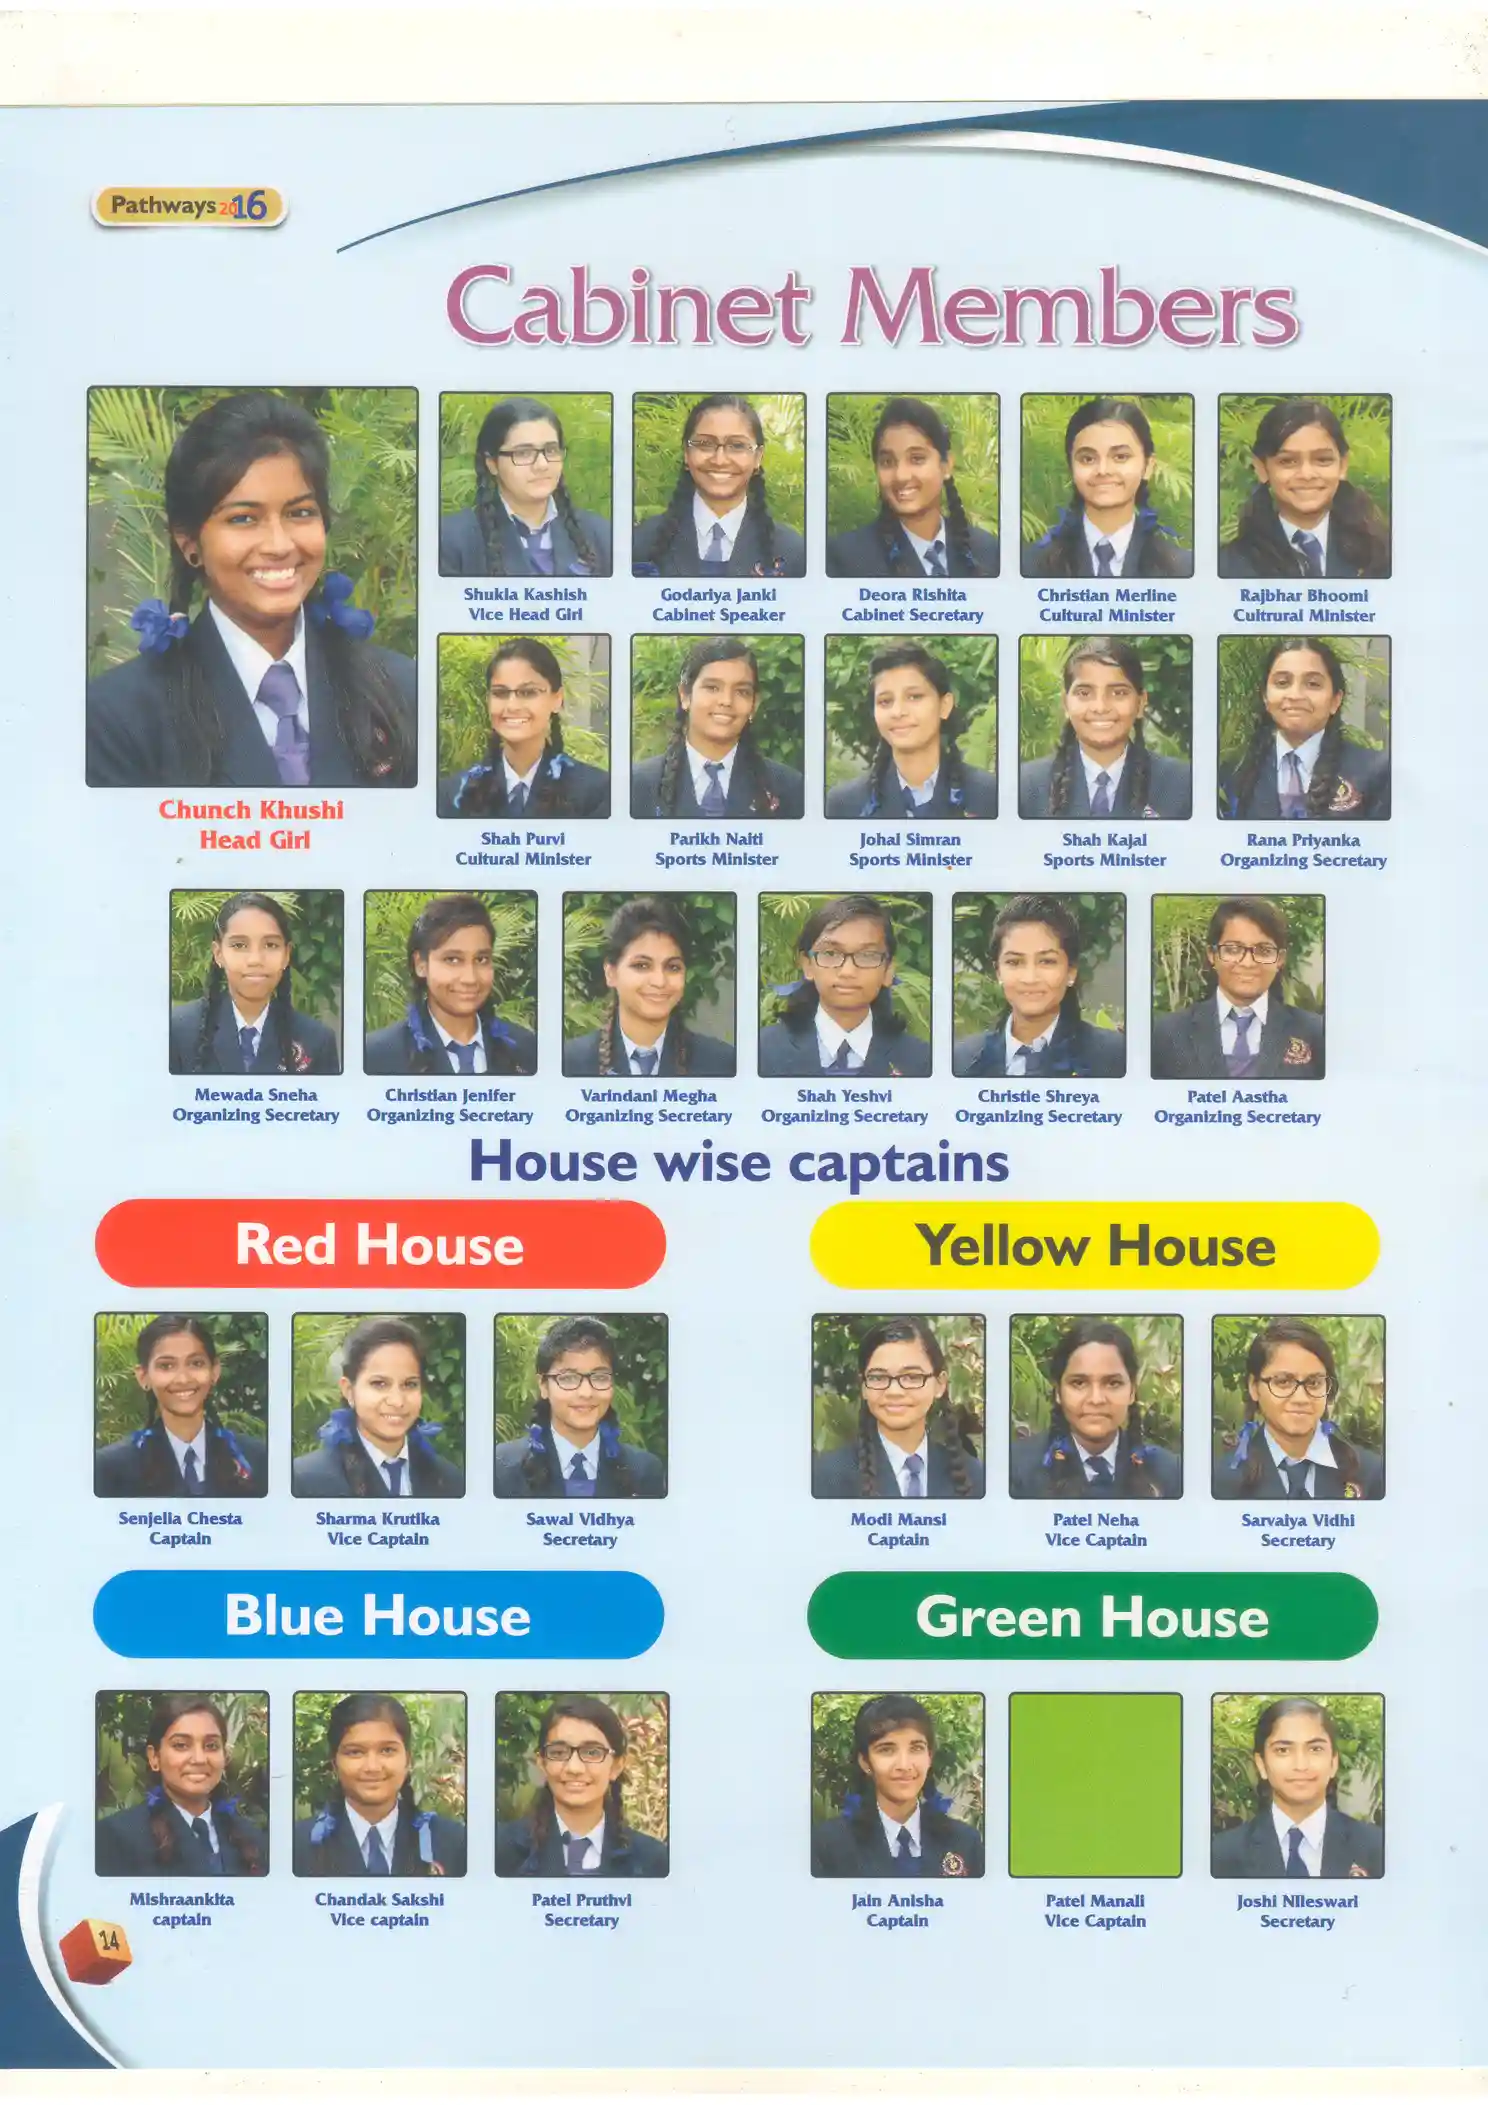 Pathways 2016
Cabinet Members
Chunch Khushi
Head Girl
Shukla Kashish
Vice Head Girl
Godariya Janki
Cabinet Speaker
Deora Rishita
Cabinet Secretary
Christian Merline
Cultural Minister
Rajbhar Bhoomi
Cultrural Minister
Shah Purvi
Cultural Minister
Parikh Naiti
Sports Minister
Johal Simran
Sports Minister
Shah Kajal
Sports Minister
Rana Priyanka
Organizing Secretary
Mewada Sneha
Organizing Secretary
Christian Jenifer
Organizing Secretary
Varindani Megha
Organizing Secretary
Shah Yeshvi
Organizing Secretary
Christie Shreya
Organizing Secretary
Patel Aastha
Organizing Secretary
House wise captains
Red House
Senjelia Chesta
Captain
Sharma Krutika
Vice Captain
Sawal Vidhya
Secretary
Yellow House
Modi Mansi
Captain
Patel Neha
Vice Captain
Sarvaiya Vidhi
Secretary
Blue House
Mishraankita
captain
Chandak Sakshi
Vice captain
Patel Pruthvi
Secretary
Green House
Jain Anisha
Captain
Patel Manali
Vice Captain
Joshi Nileswari
Secretary
14